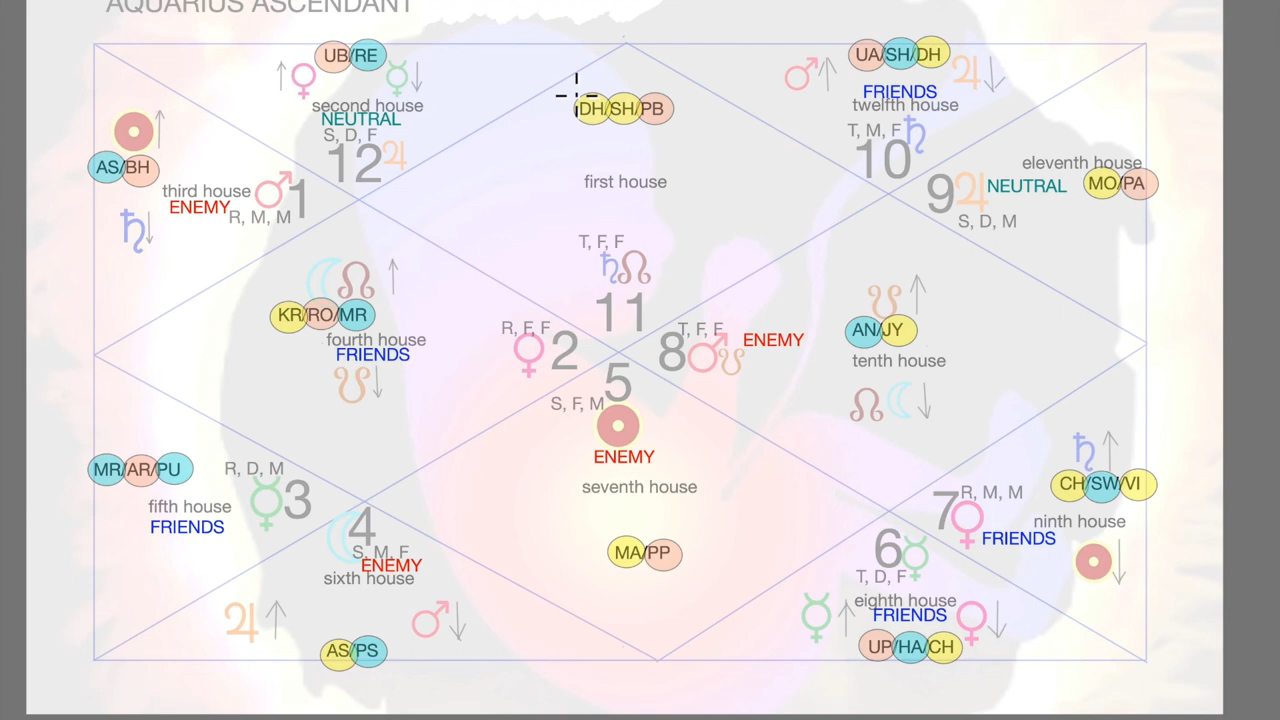 AQUARIUS ASCENDANT
UB/RE
second house
NEUTRAL
S, D, F
12
DH/SH/PB
first house
T, F, F
11
UA/SH/DH
FRIENDS
twelfth house
T, M, F
10
eleventh house
MO/PA
NEUTRAL
9
S, D, M
AS/BH
third house
ENEMY
R, M, M
1
KR/RO/MR
fourth house
FRIENDS
R, F, F
2
T, F, F
8
ENEMY
AN/JY
tenth house
5
S, F, M
ENEMY
seventh house
MA/PP
MR/AR/PU
R, D, M
3
fifth house
FRIENDS
4
S, M, F
ENEMY
sixth house
AS/PS
CH/SW/VI
R, M, M
7
ninth house
FRIENDS
6
T, D, F
eighth house
FRIENDS
UP/HA/CH